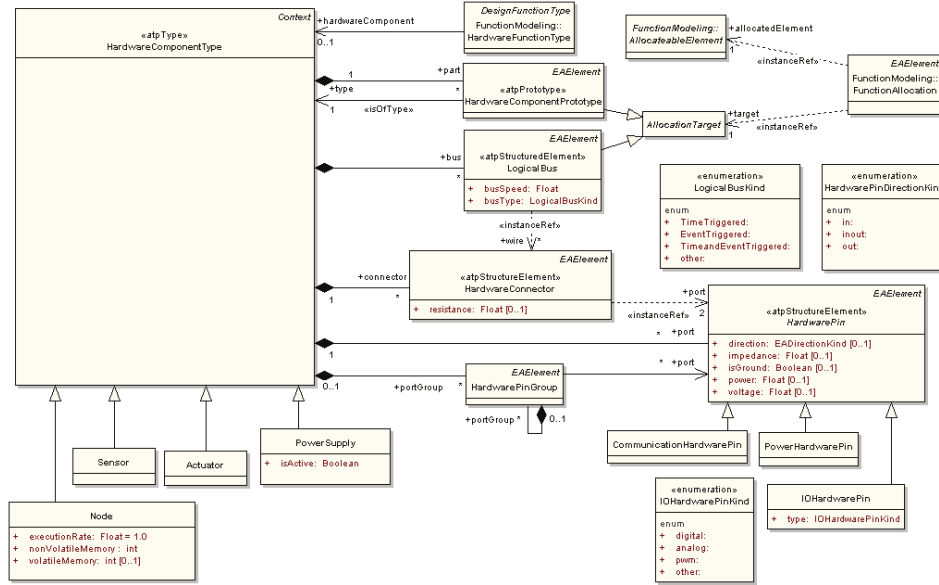 Context
«atpType»
HardwareComponentType
+hardwareComponent
0..1
DesignFunctionType
FunctionModeling::
HardwareFunctionType
FunctionModeling::
AllocateableElement
+allocatedElement
1
«instanceRef»
EAElement
FunctionModeling::
FunctionAllocation
1
+part
*
+type
1
«isOfType»
EAElement
«atpPrototype»
HardwareComponentPrototype
AllocationTarget
+target
1
«instanceRef»
+bus
*
EAElement
«atpStructuredElement»
LogicalBus
+ busSpeed: Float
+ busType: LogicalBusKind
«instanceRef»
+wire
*
«enumeration»
LogicalBusKind
enum
+ TimeTriggered:
+ EventTriggered:
+ TimeandEventTriggered:
+ other:
«enumeration»
HardwarePinDirectionKind
enum
+ in:
+ inout:
+ out:
+connector
1
*
EAElement
«atpStructureElement»
HardwareConnector
+ resistance: Float [0..1]
+port
2
«instanceRef»
EAElement
«atpStructureElement»
HardwarePin
+ direction: EADirectionKind [0..1]
+ impedance: Float [0..1]
+ isGround: Boolean [0..1]
+ power: Float [0..1]
+ voltage: Float [0..1]
1
* +port
0..1
+portGroup
*
EAElement
HardwarePinGroup
* +port
+portGroup *
0..1
Sensor
Actuator
PowerSupply
+ isActive: Boolean
CommunicationHardwarePin
PowerHardwarePin
Node
+ executionRate: Float = 1.0
+ nonVolatileMemory : int
+ volatileMemory: int [0..1]
«enumeration»
IOHardwarePinKind
enum
+ digital:
+ analog:
+ pwm:
+ other:
IOHardwarePin
+ type: IOHardwarePinKind